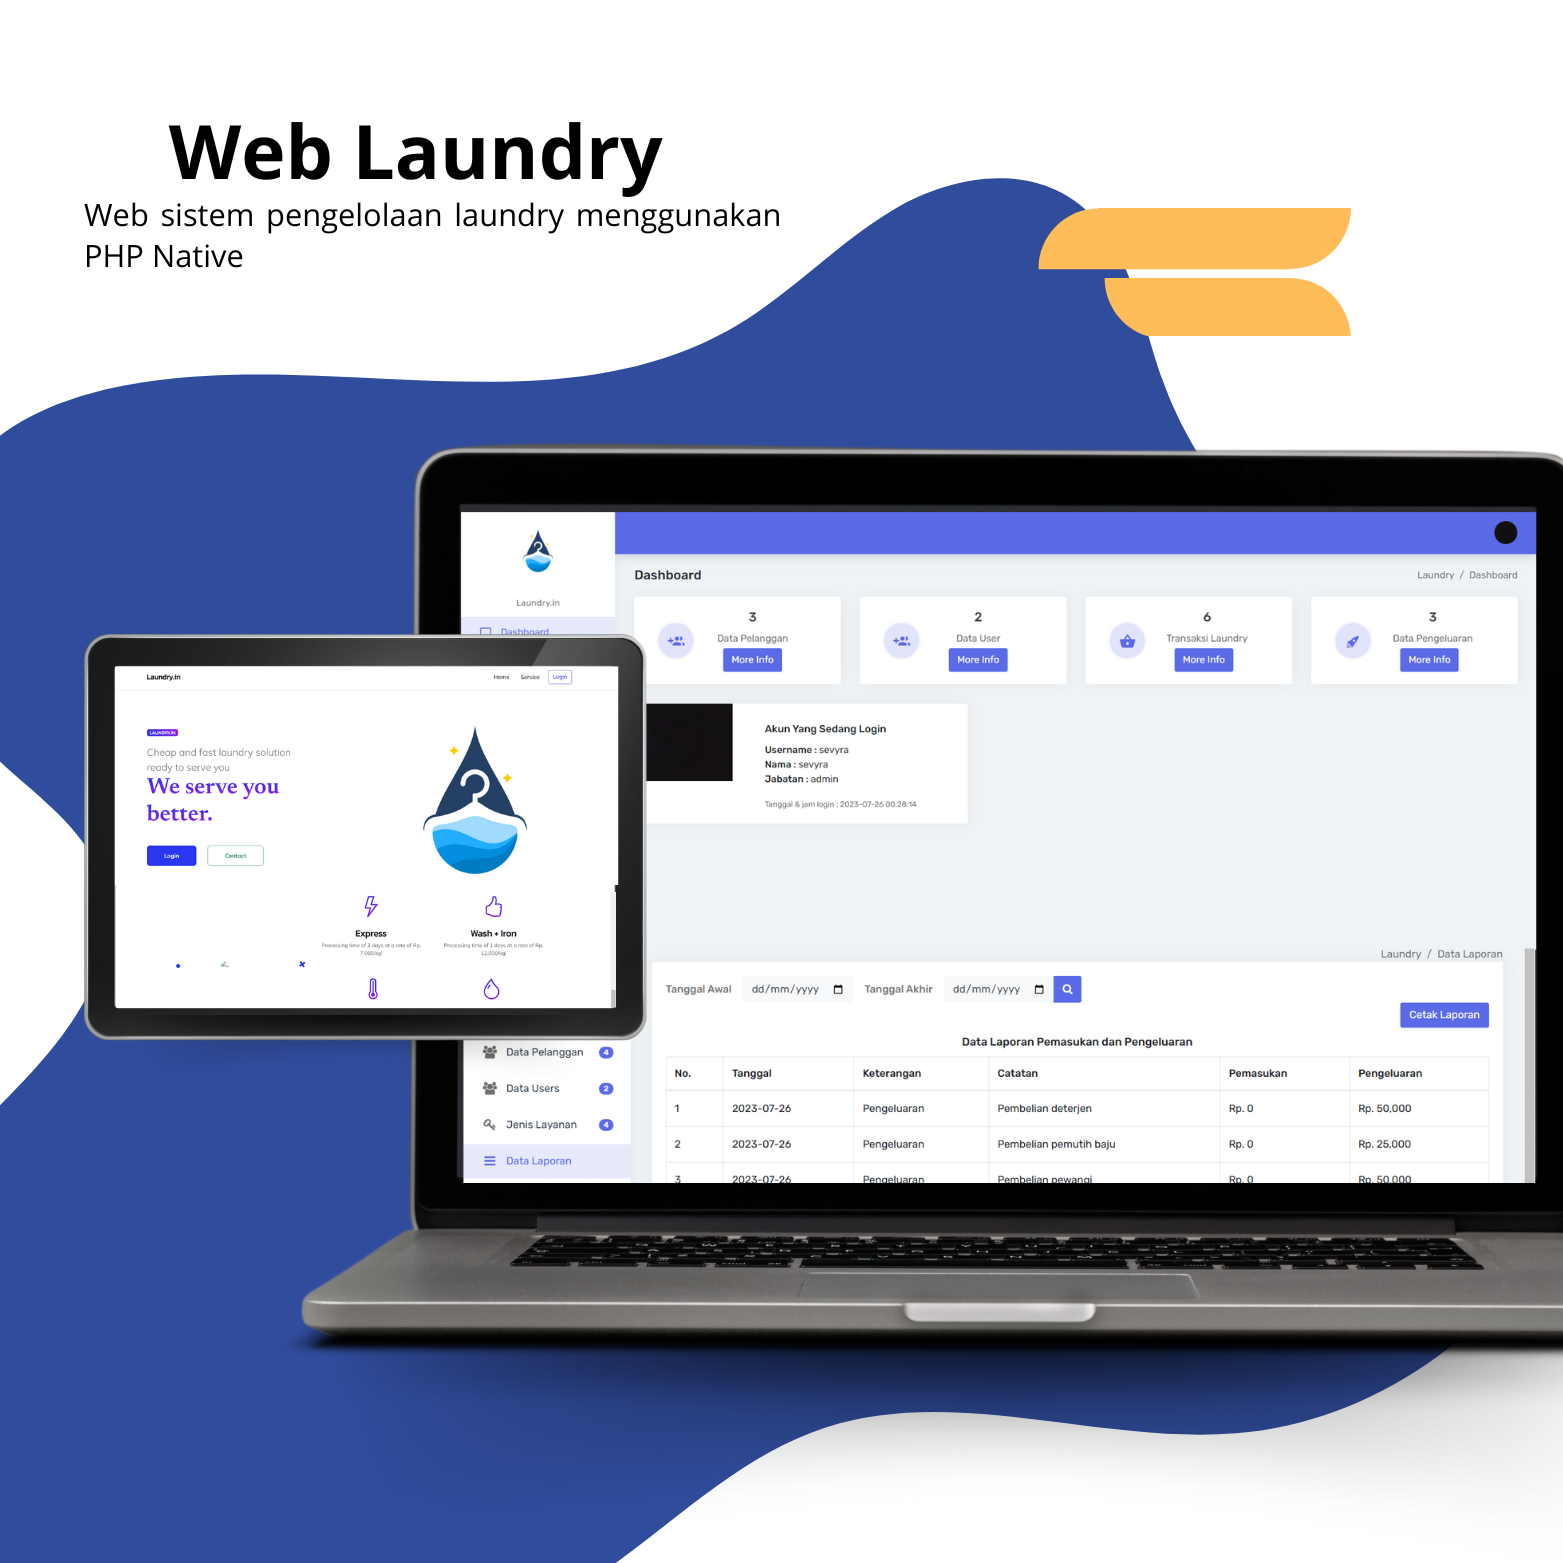 Web Laundry
Web sistem pengelolaan laundry menggunakan
PHP Native
Laundry.in
Dashboard
Dashboard
Laundry / Dashboard
3
Data Pelanggan
More Info
2
Data User
More Info
6
Transaksi Laundry
More Info
3
Data Pengeluaran
More Info
Akun Yang Sedang Login
Username : sevyra
Nama : sevyra
Jabatan : admin
Tanggal & jam login : 2023-07-26 00:28:14
Laundry.in
Home Service Login
LAUNDRY.IN
Cheap and fast laundry solution
ready to serve you
We serve you
better.
Login Contact
Express
Processing time of 3 days at a rate of Rp.
7,000/kg!
Wash + Iron
Processing time of 1 days at a rate of Rp.
12,000/kg!
Data Pelanggan 4
Data Users 2
Jenis Layanan 4
Data Laporan
Laundry / Data Laporan
Tanggal Awal dd/mm/yyyy Tanggal Akhir dd/mm/yyyy
Cetak Laporan
Data Laporan Pemasukan dan Pengeluaran
No. Tanggal Keterangan Catatan Pemasukan Pengeluaran
1 2023-07-26 Pengeluaran Pembelian deterjen Rp. 0 Rp. 50,000
2 2023-07-26 Pengeluaran Pembelian pemutih baju Rp. 0 Rp. 25,000
3 2023-07-26 Pengeluaran Pembelian pewangi Rp. 0 Rp. 50,000